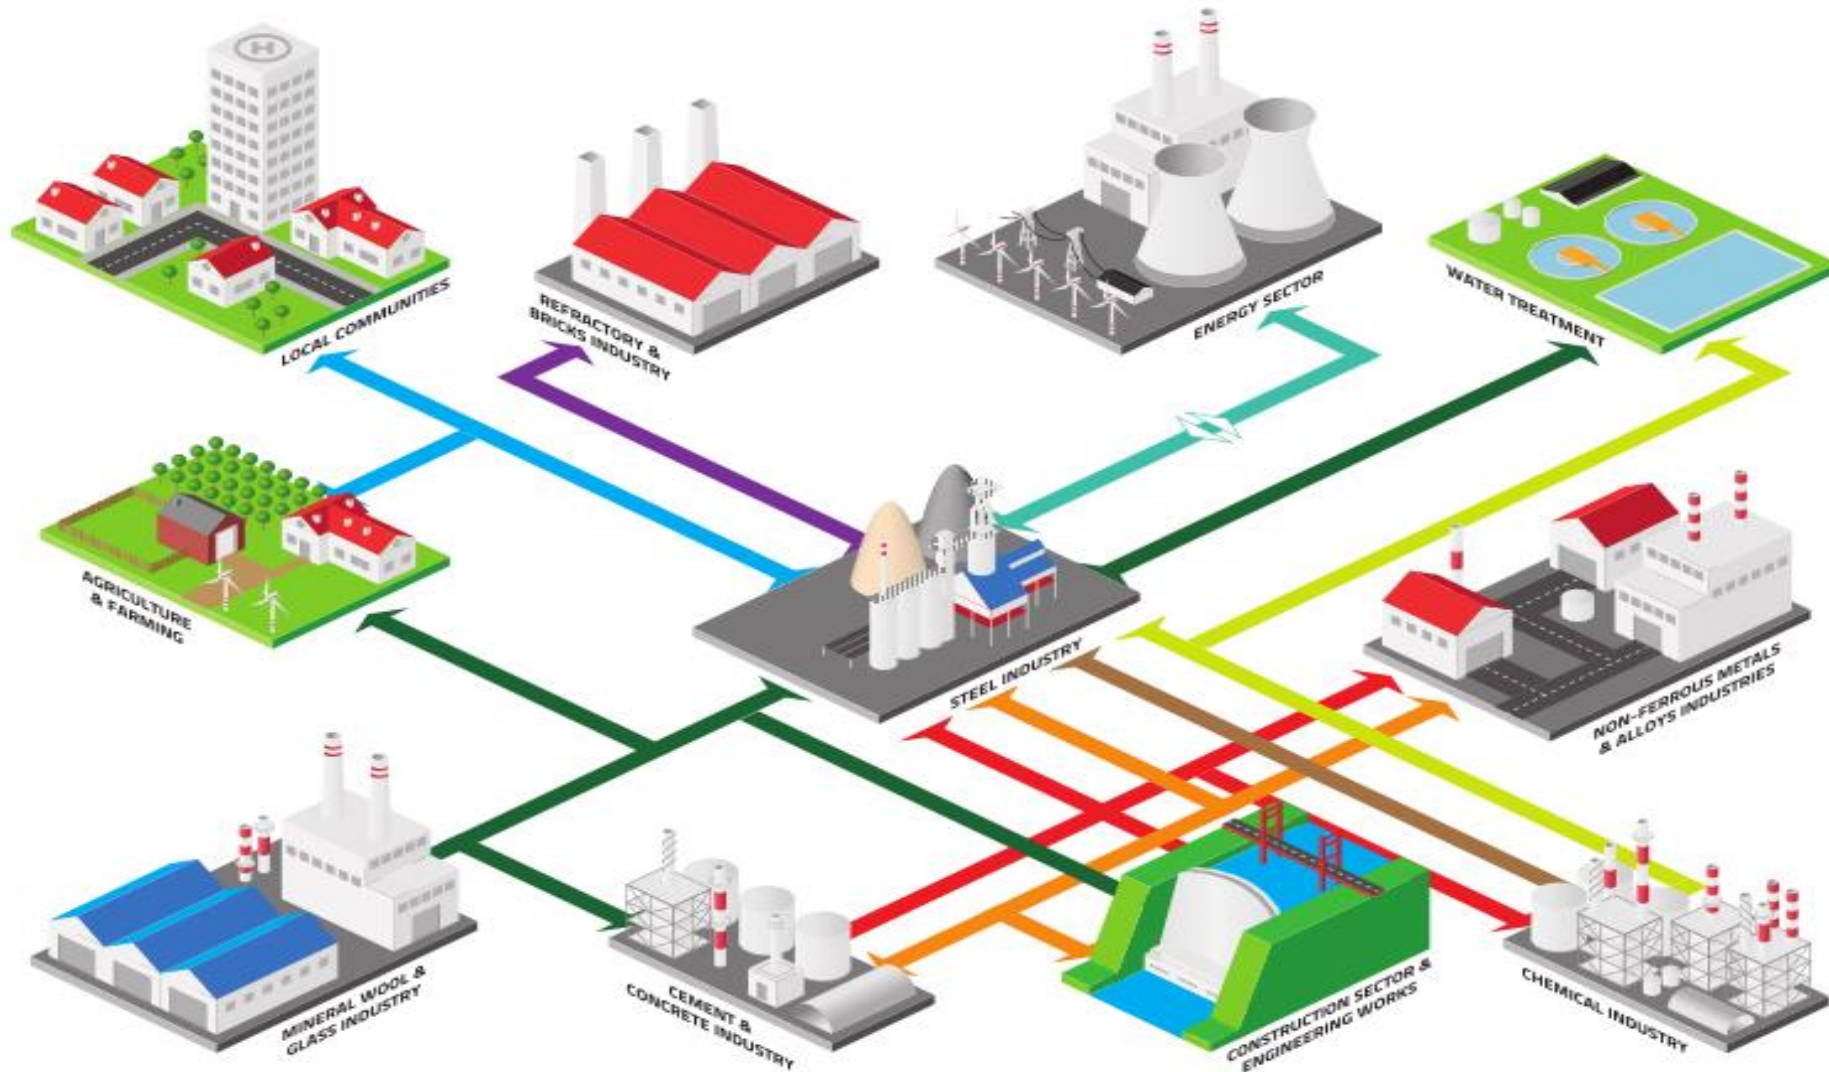 H
LOCAL COMMUNITIES
REFRACTORY &
BRICKS INDUSTRY
ENERGY SECTOR
WATER TREATMENT
AGRICULTURE
& FARMING
STEEL INDUSTRY
NON-FERROUS METALS
& ALLOYS INDUSTRIES
MINERAL WOOL &
GLASS INDUSTRY
CEMENT &
CONCRETE INDUSTRY
CONSTRUCTION SECTOR &
ENGINEERING WORKS
CHEMICAL INDUSTRY